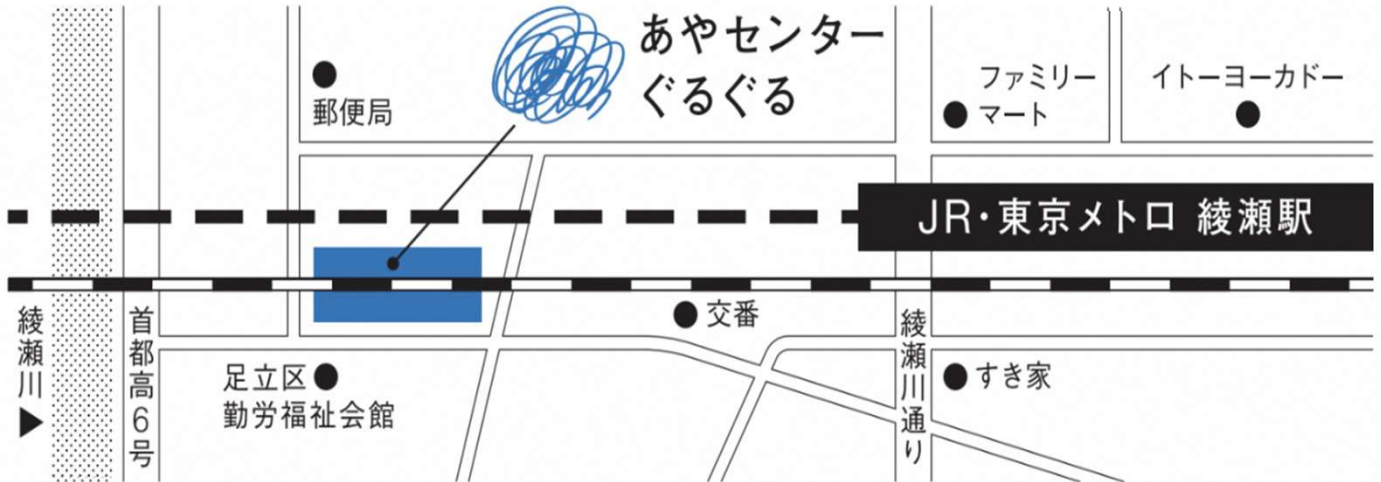 あやセンター
ぐるぐる
郵便局
ファミリー
マート
イトーヨーカドー
JR・東京メトロ 綾瀬駅
綾瀬川
首都高6号
交番
綾瀬川通り
足立区
勤労福祉会館
すき家